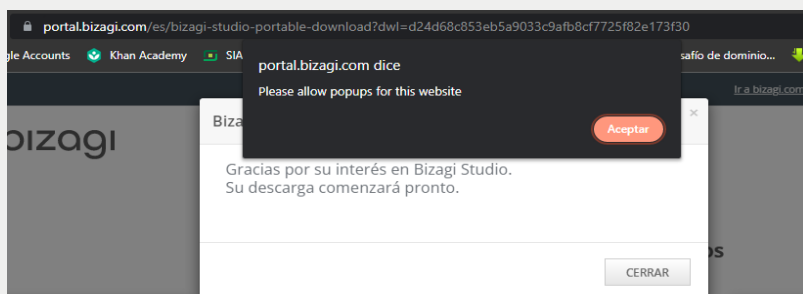 portal.bizagi.com/es/bizagi-studio-portable-download?dwl=d24d68c853eb5a9033c9afb8cf7725f82e173f30
gle Accounts Khan Academy SIA safío de dominio...
portal.bizagi.com dice
Please allow popups for this website
Aceptar
Ir a bizagi.com
bizagi
Biza
×
Gracias por su interés en Bizagi Studio.
Su descarga comenzará pronto.
os
CERRAR